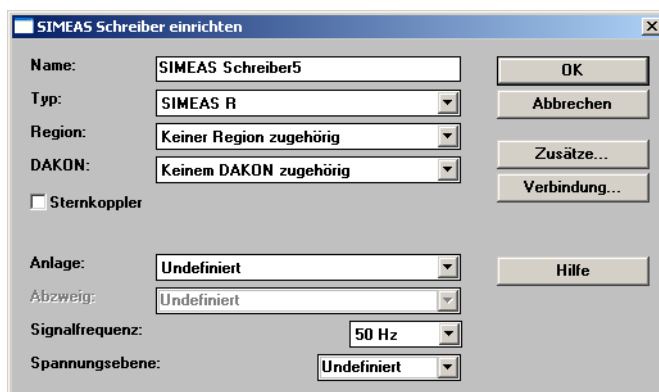 SIMEAS Schreiber einrichten
Name: SIMEAS Schreiber5 OK
Typ: SIMEAS R Abbrechen
Region: Keiner Region zugehörig
Zusätze...
DAKON: Keinem DAKON zugehörig
Verbindung...
Sternkoppler
Anlage: Undefiniert Hilfe
Abzweig: Undefiniert
Signalfrequenz: 50 Hz
Spannungsebene: Undefiniert